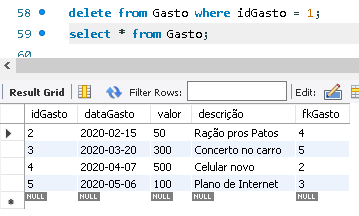 58 delete from Gasto where idGasto = 1;
59 select * from Gasto;
60
Result Grid Filter Rows: Edit:
idGasto dataGasto valor descrição fkGasto
2 2020-02-15 50 Ração pros Patos 4
3 2020-03-20 300 Concerto no carro 5
4 2020-04-07 500 Celular novo 2
5 2020-05-06 100 Plano de Internet 3
NULL NULL NULL NULL NULL